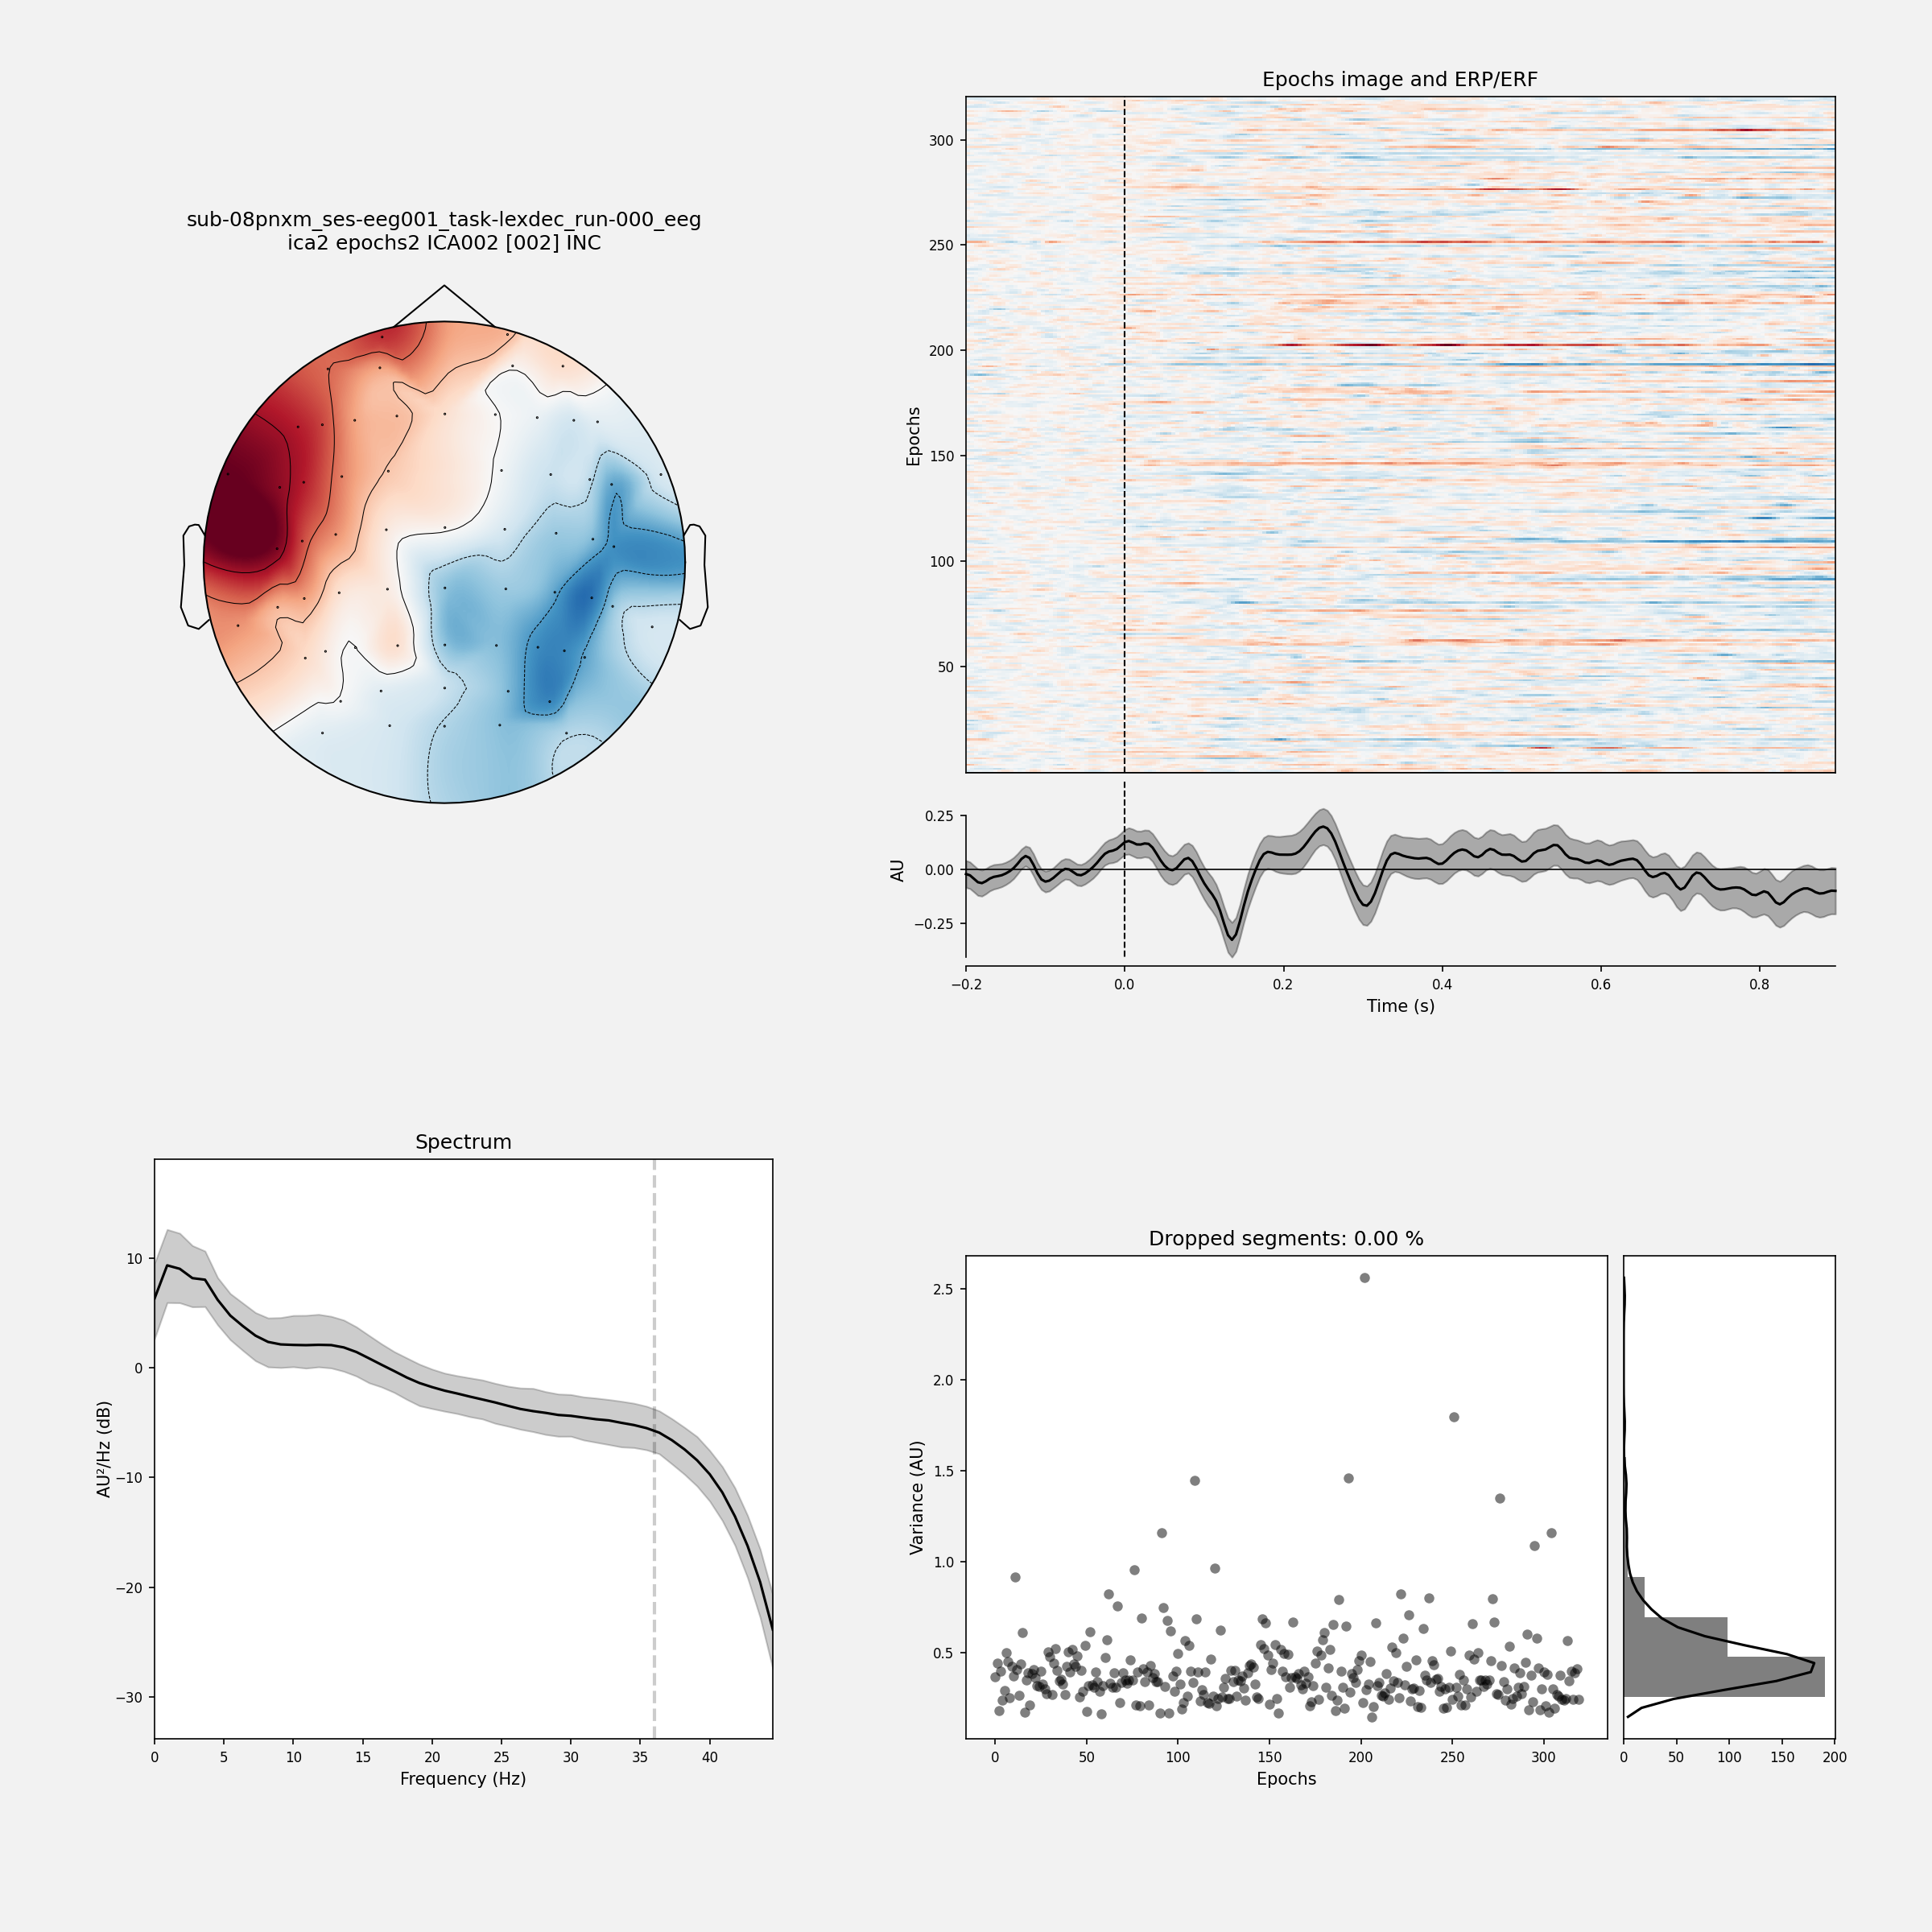 sub-08pnxm_ses-eeg001_task-lexdec_run-000_eeg
ica2 epochs2 ICA002 [002] INC
Epochs image and ERP/ERF
300
250
200
150
100
50
Epochs
0.25
0.00
−0.25
AU
−0.2 0.0 0.2 0.4 0.6 0.8
Time (s)
Spectrum
10
0
−10
−20
−30
AU²/Hz (dB)
0 5 10 15 20 25 30 35 40
Frequency (Hz)
Dropped segments: 0.00 %
2.5
2.0
1.5
1.0
0.5
Variance (AU)
0 50 100 150 200 250 300
Epochs
0 50 100 150 200